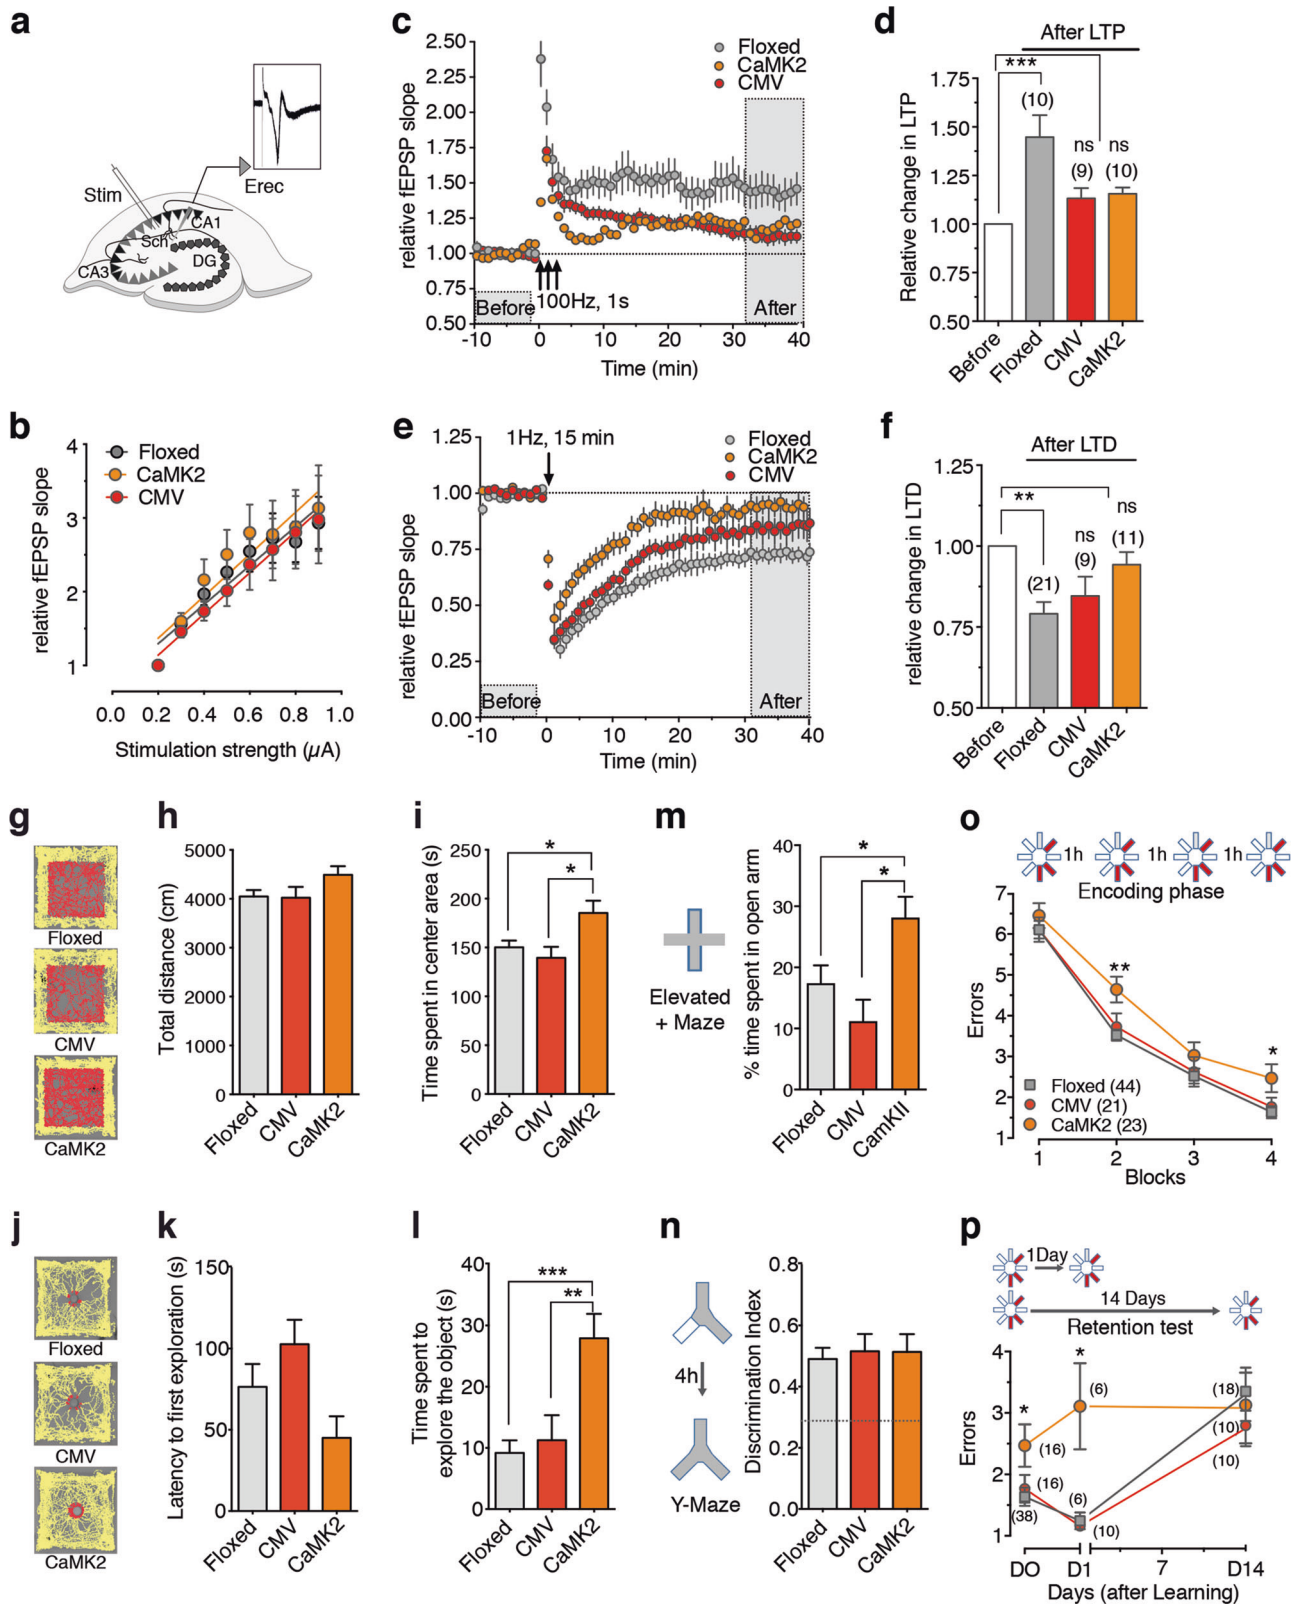 a
Stim
Erec
CA1
Sch
DG
CA3
b
relative fEPSP slope
4
3
2
1
Floxed
CaMK2
CMV
0.0
0.2
0.4
0.6
0.8
1.0
Stimulation strength (µA)
c
relative fEPSP slope
2.50
2.25
2.00
1.75
1.50
1.25
1.00
0.75
0.50
Floxed
CaMK2
CMV
Before
100Hz, 1s
After
-10
0
10
20
30
40
Time (min)
d
After LTP
***
Relative change in LTP
1.75
1.50
1.25
1.00
0.75
0.50
(10)
ns
(9)
ns
(10)
Before
Floxed
CMV
CaMK2
e
relative fEPSP slope
1.25
1.00
0.75
0.50
0.25
0.00
1Hz, 15 min
Floxed
CaMK2
CMV
Before
After
-10
0
10
20
30
40
Time (min)
f
After LTD
**
relative change in LTD
1.25
1.00
0.75
0.50
(21)
ns
(9)
ns
(11)
Before
Floxed
CMV
CaMK2
g
Floxed
CMV
CaMK2
h
Total distance (cm)
5000
4000
3000
2000
1000
0
Floxed
CMV
CaMK2
i
Time spent in center area (s)
250
200
150
100
50
0
*
*
Floxed
CMV
CaMK2
m
Elevated
+ Maze
% time spent in open arm
40
30
20
10
0
*
*
Floxed
CMV
CamKII
o
1h
1h
1h
Encoding phase
Errors
7
6
5
4
3
2
1
**
*
Floxed (44)
CMV (21)
CaMK2 (23)
1
2
3
4
Blocks
j
Floxed
CMV
CaMK2
k
Latency to first exploration (s)
150
100
50
0
Floxed
CMV
CaMK2
l
Time spent to
explore the object (s)
40
30
20
10
0
***
**
Floxed
CMV
CaMK2
n
4h
Y-Maze
Discrimination Index
0.8
0.6
0.4
0.2
0.0
Floxed
CMV
CaMK2
p
1Day
14 Days
Retention test
Errors
4
3
2
1
*
*
(16)
(16)
(38)
(6)
(6)
(10)
(18)
(10)
(10)
DO
D1
7
D14
Days (after Learning)